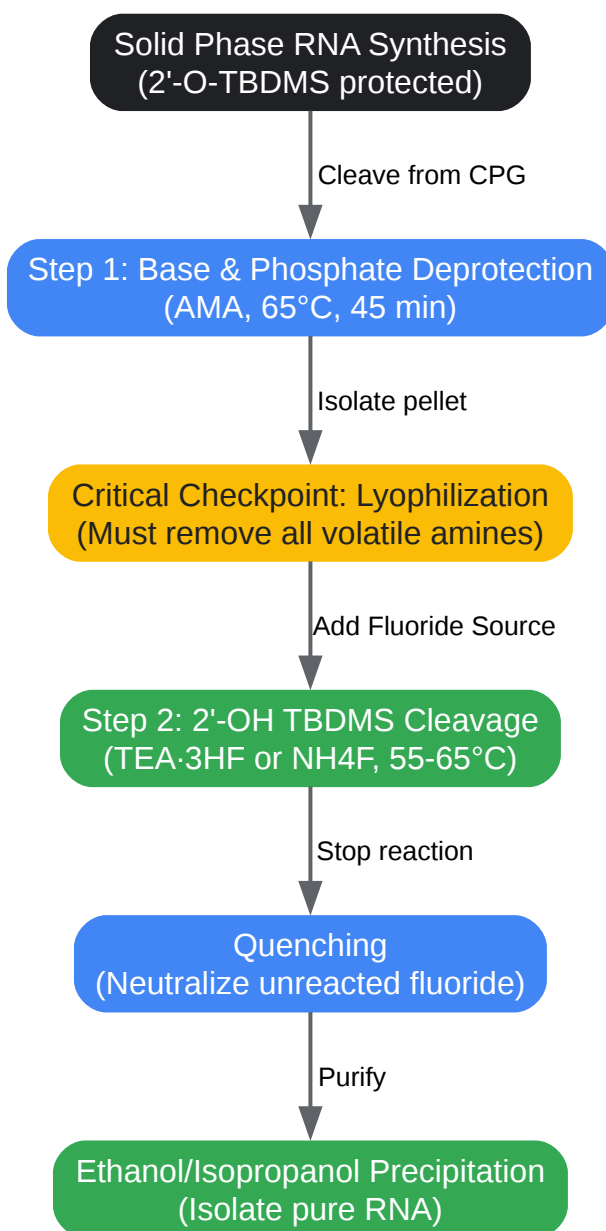 Solid Phase RNA Synthesis
(2'-O-TBDMS protected)
Cleave from CPG
Step 1: Base & Phosphate Deprotection
(AMA, 65°C, 45 min)
Isolate pellet
Critical Checkpoint: Lyophilization
(Must remove all volatile amines)
Add Fluoride Source
Step 2: 2'-OH TBDMS Cleavage
(TEA·3HF or NH4F, 55-65°C)
Stop reaction
Quenching
(Neutralize unreacted fluoride)
Purify
Ethanol/Isopropanol Precipitation
(Isolate pure RNA)